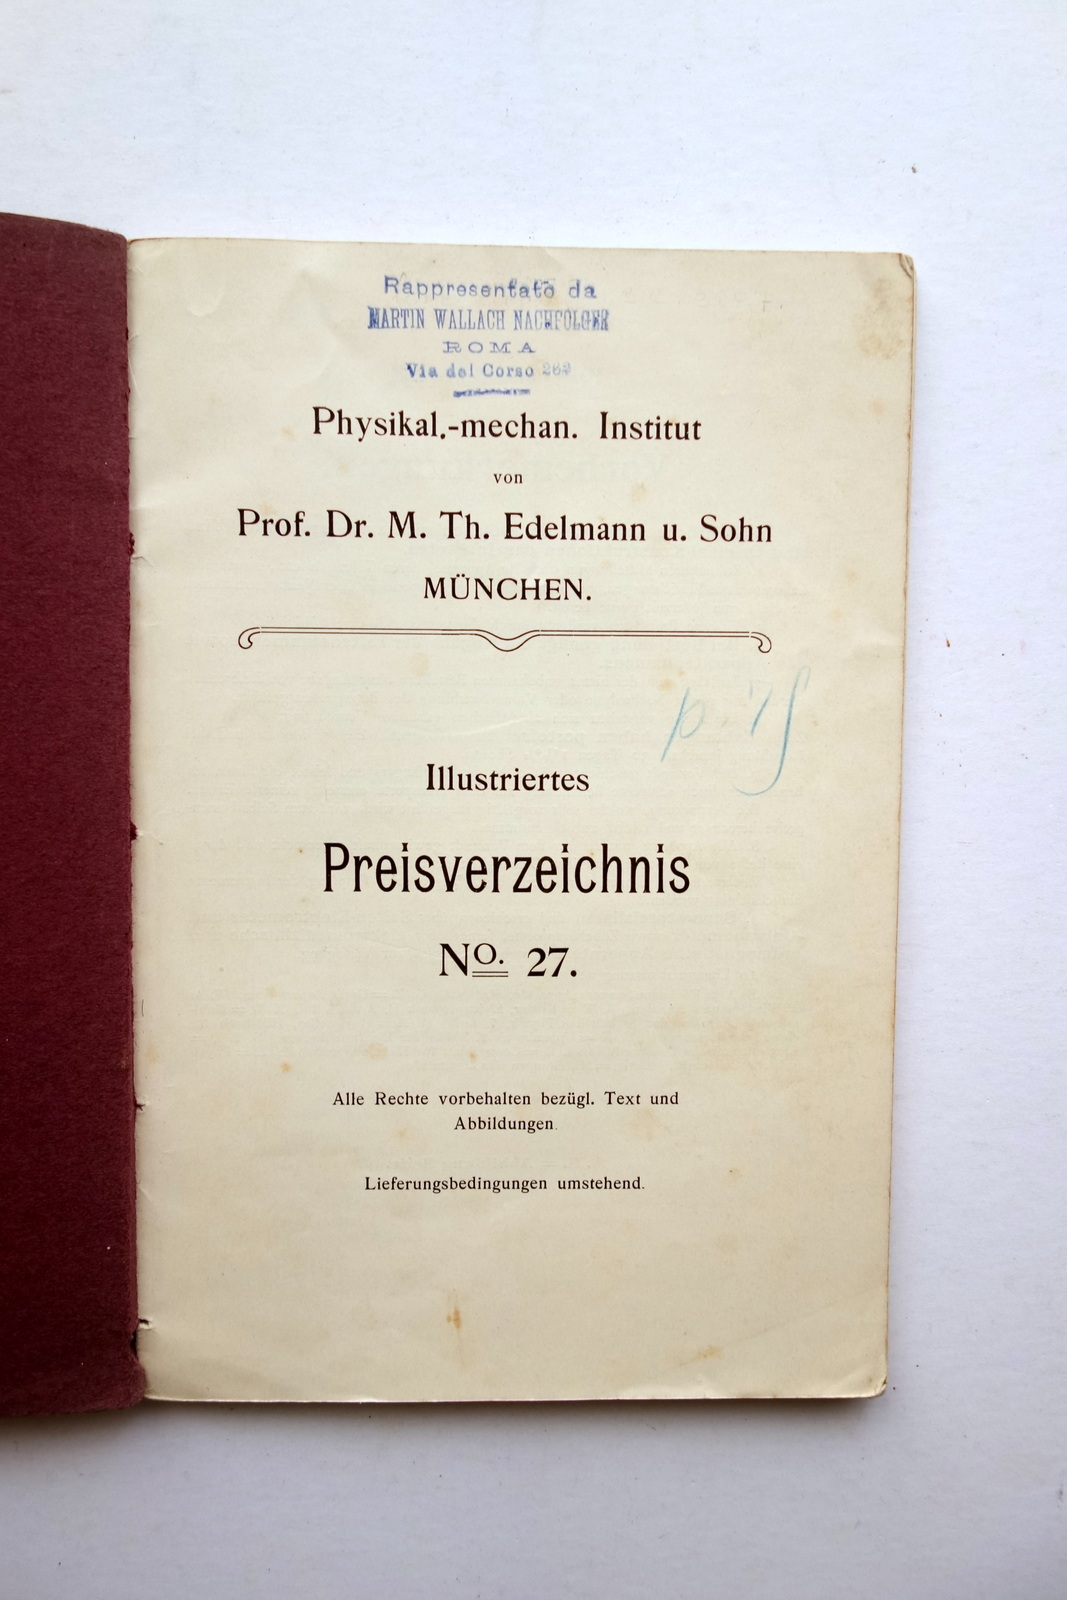 Rappresentato da
MARTIN WALLACH NACHFOLGER
ROMA
Via del Corso
Physikal.-mechan. Institut
von
Prof. Dr. M. Th. Edelmann u. Sohn
MÜNCHEN.
Illustriertes
Preisverzeichnis
No. 27.
Alle Rechte vorbehalten bezügl. Text und
Abbildungen.
Lieferungsbedingungen umstehend.